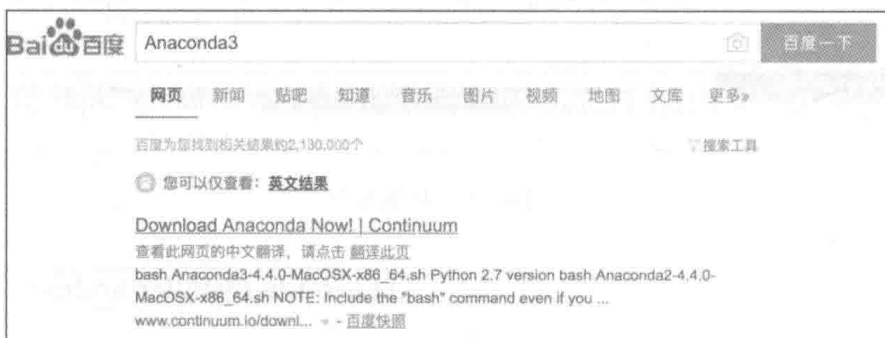 Bai du 百度 Anaconda3 百度一下
网页 新闻 贴吧 知道 音乐 图片 视频 地图 文库 更多»
百度为您找到相关结果约2,130,000个 搜索工具
您可以仅查看：英文结果
Download Anaconda Now! | Continuum
查看此网页的中文翻译，请点击 翻译此页
bash Anaconda3-4.4.0-MacOSX-x86_64.sh Python 2.7 version bash Anaconda2-4.4.0-
MacOSX-x86_64.sh NOTE: Include the "bash" command even if you ...
www.continuum.io/downl... - 百度快照